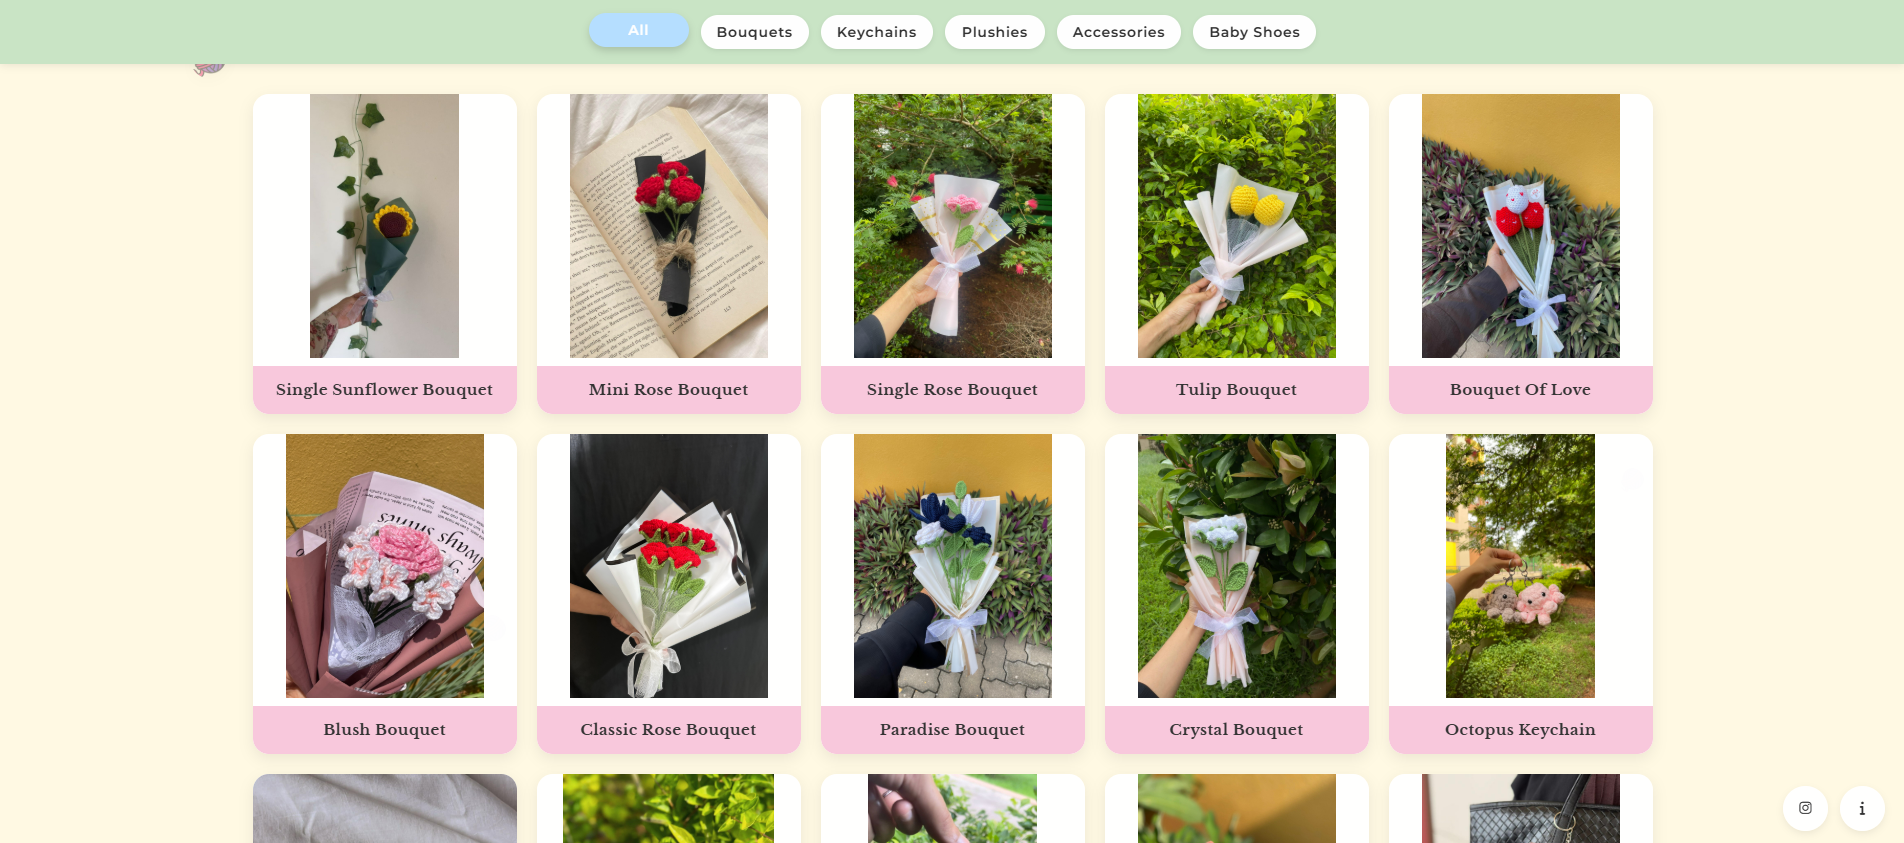 All
Bouquets
Keychains
Plushies
Accessories
Baby Shoes
Single Sunflower Bouquet
Mini Rose Bouquet
Single Rose Bouquet
Tulip Bouquet
Bouquet Of Love
Blush Bouquet
Classic Rose Bouquet
Paradise Bouquet
Crystal Bouquet
Octopus Keychain